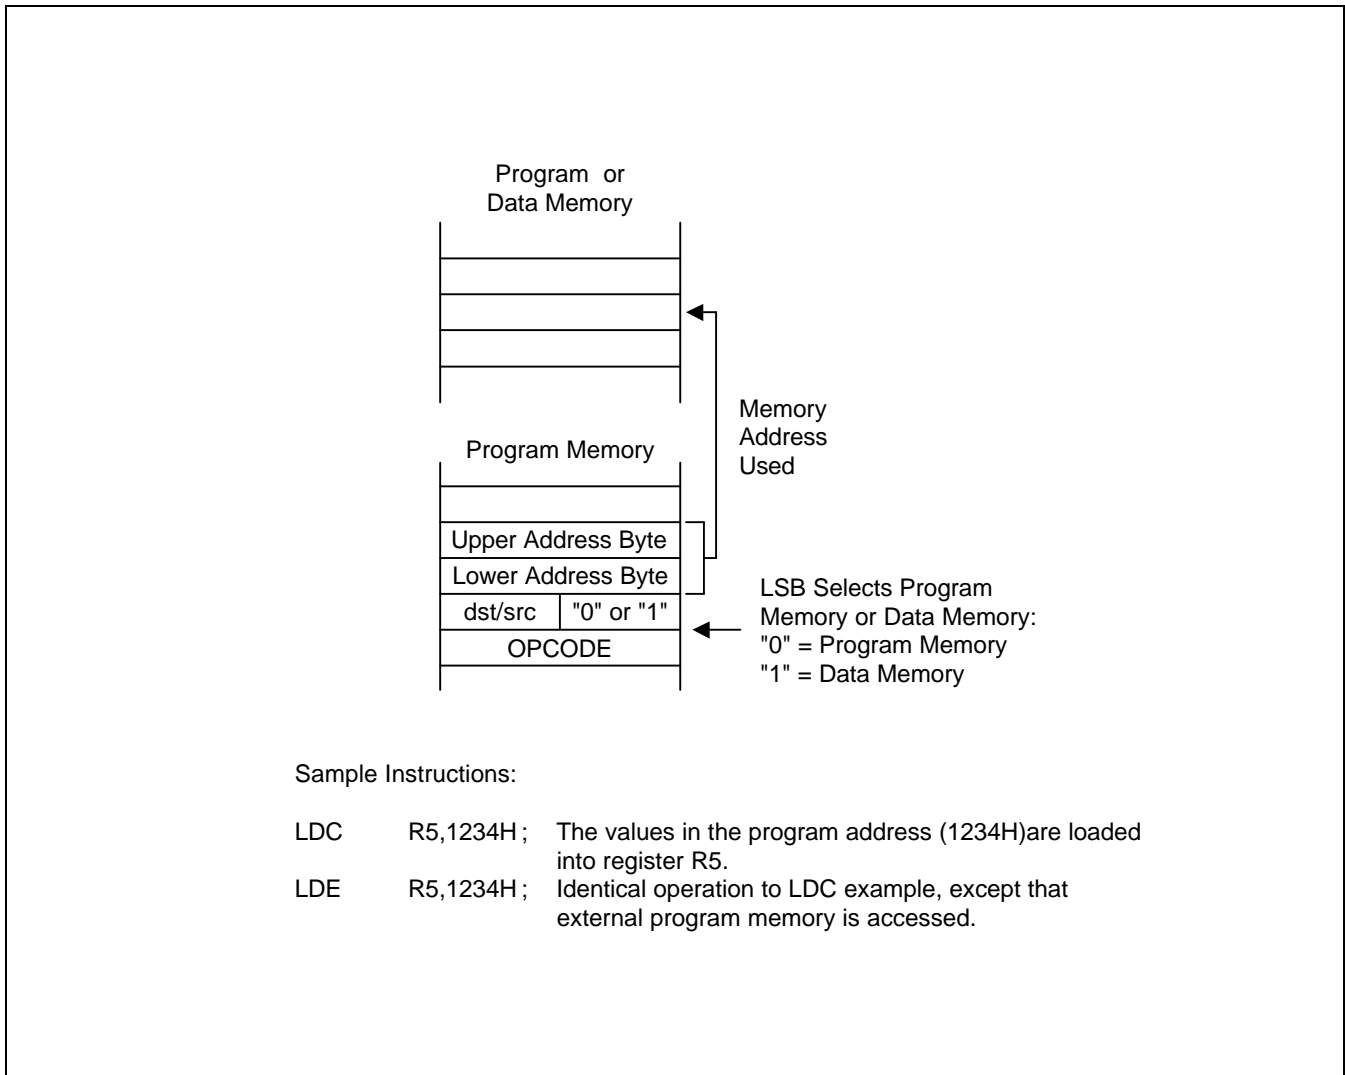 Program or
Data Memory
Memory
Address
Used
Program Memory
Upper Address Byte
Lower Address Byte
dst/src "0" or "1"
OPCODE
LSB Selects Program
Memory or Data Memory:
"0" = Program Memory
"1" = Data Memory
Sample Instructions:
LDC R5,1234H ; The values in the program address (1234H)are loaded
into register R5.
LDE R5,1234H ; Identical operation to LDC example, except that
external program memory is accessed.